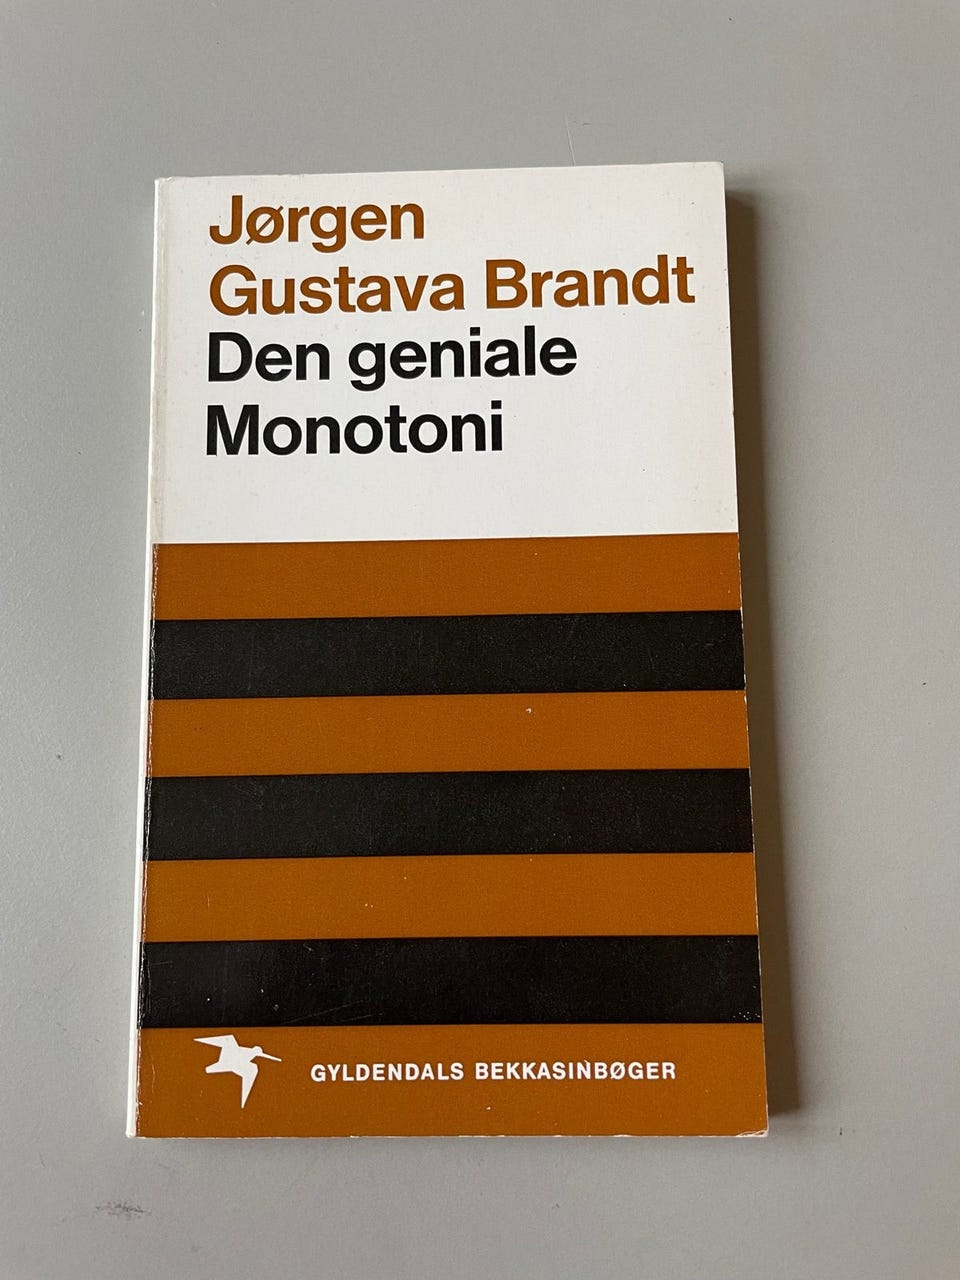 Jørgen
Gustava Brandt
Den geniale
Monotoni
GYLDENDALS BEKKASINBØGER